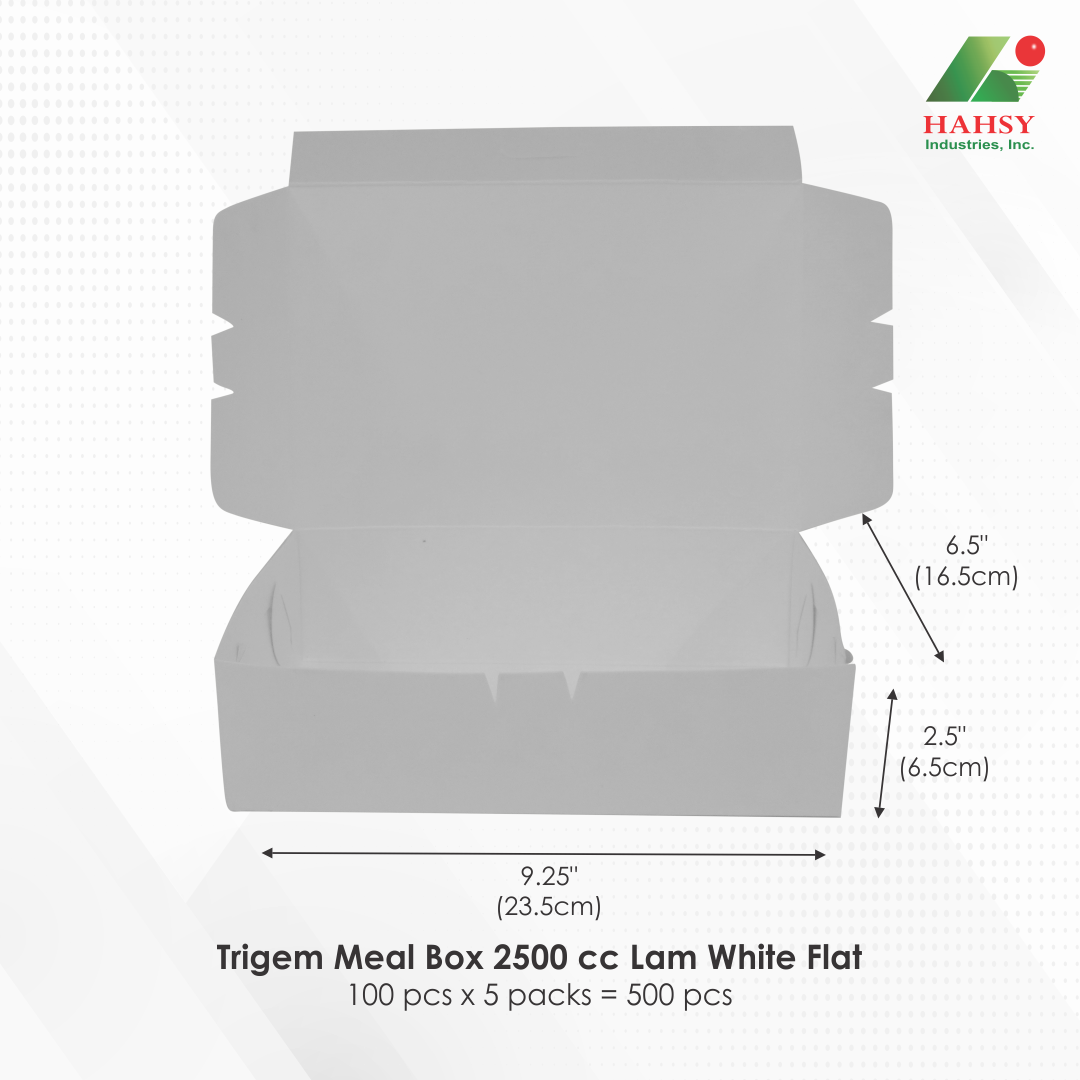 HAHSY
Industries, Inc.
6.5"
(16.5cm)
2.5"
(6.5cm)
9.25"
(23.5cm)
Trigem Meal Box 2500 cc Lam White Flat
100 pcs x 5 packs = 500 pcs